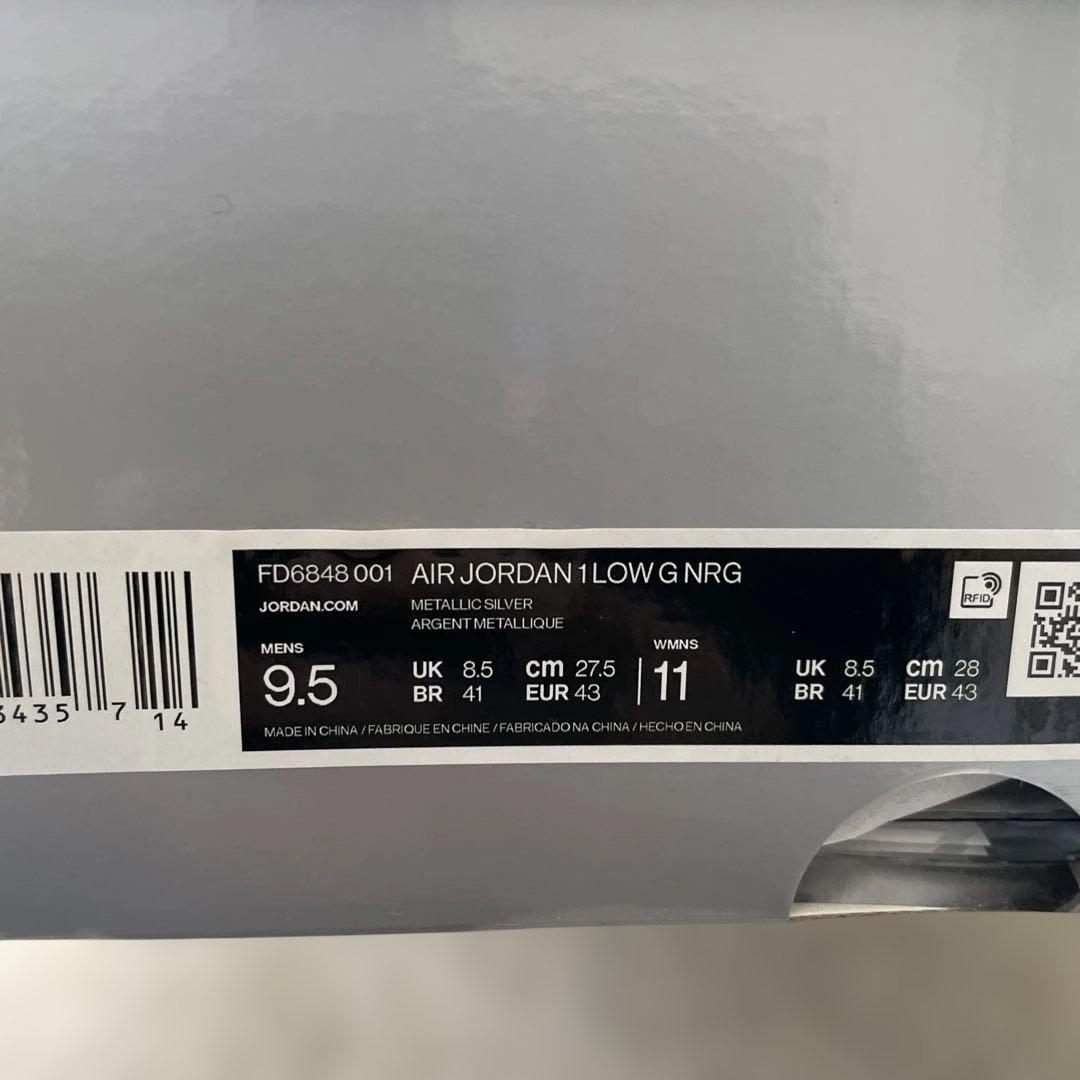 FD6848 001 AIR JORDAN 1 LOW G NRG
JORDAN.COM METALLIC SILVER
ARGENT METALLIQUE
RFID
MENS
9.5
UK 8.5 cm 27.5
BR 41 EUR 43
WMNS
11
UK 8.5 cm 28
BR 41 EUR 43
MADE IN CHINA / FABRIQUE EN CHINE / FABRICADO NA CHINA / HECHO EN CHINA
3435 7 14